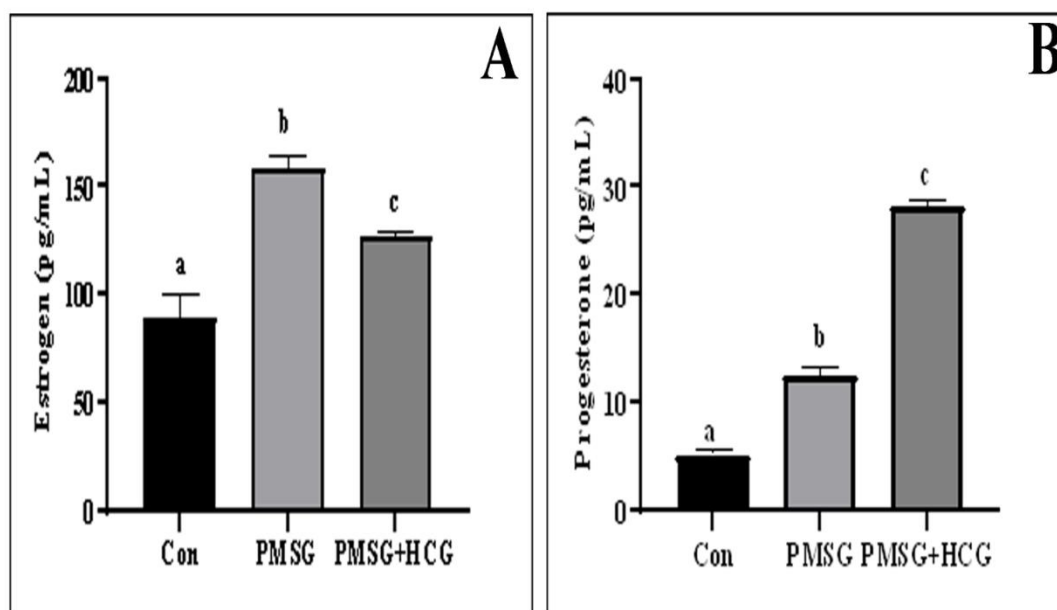 A
Estrogen (pg/mL)
200
150
100
50
0
a
b
c
Con PMSG PMSG+HCG
B
Progesterone (pg/mL)
40
30
20
10
0
a
b
c
Con PMSG PMSG+HCG